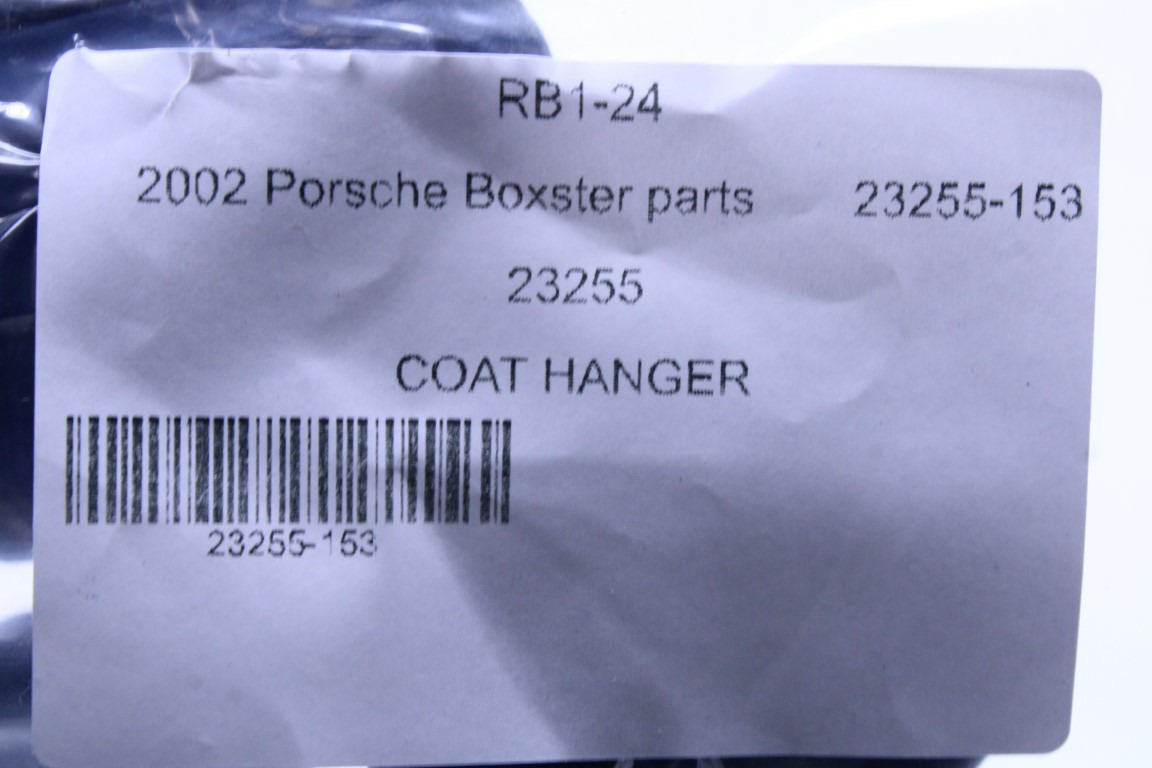 RB1-24
2002 Porsche Boxster parts 23255-153
23255
COAT HANGER
23255-153